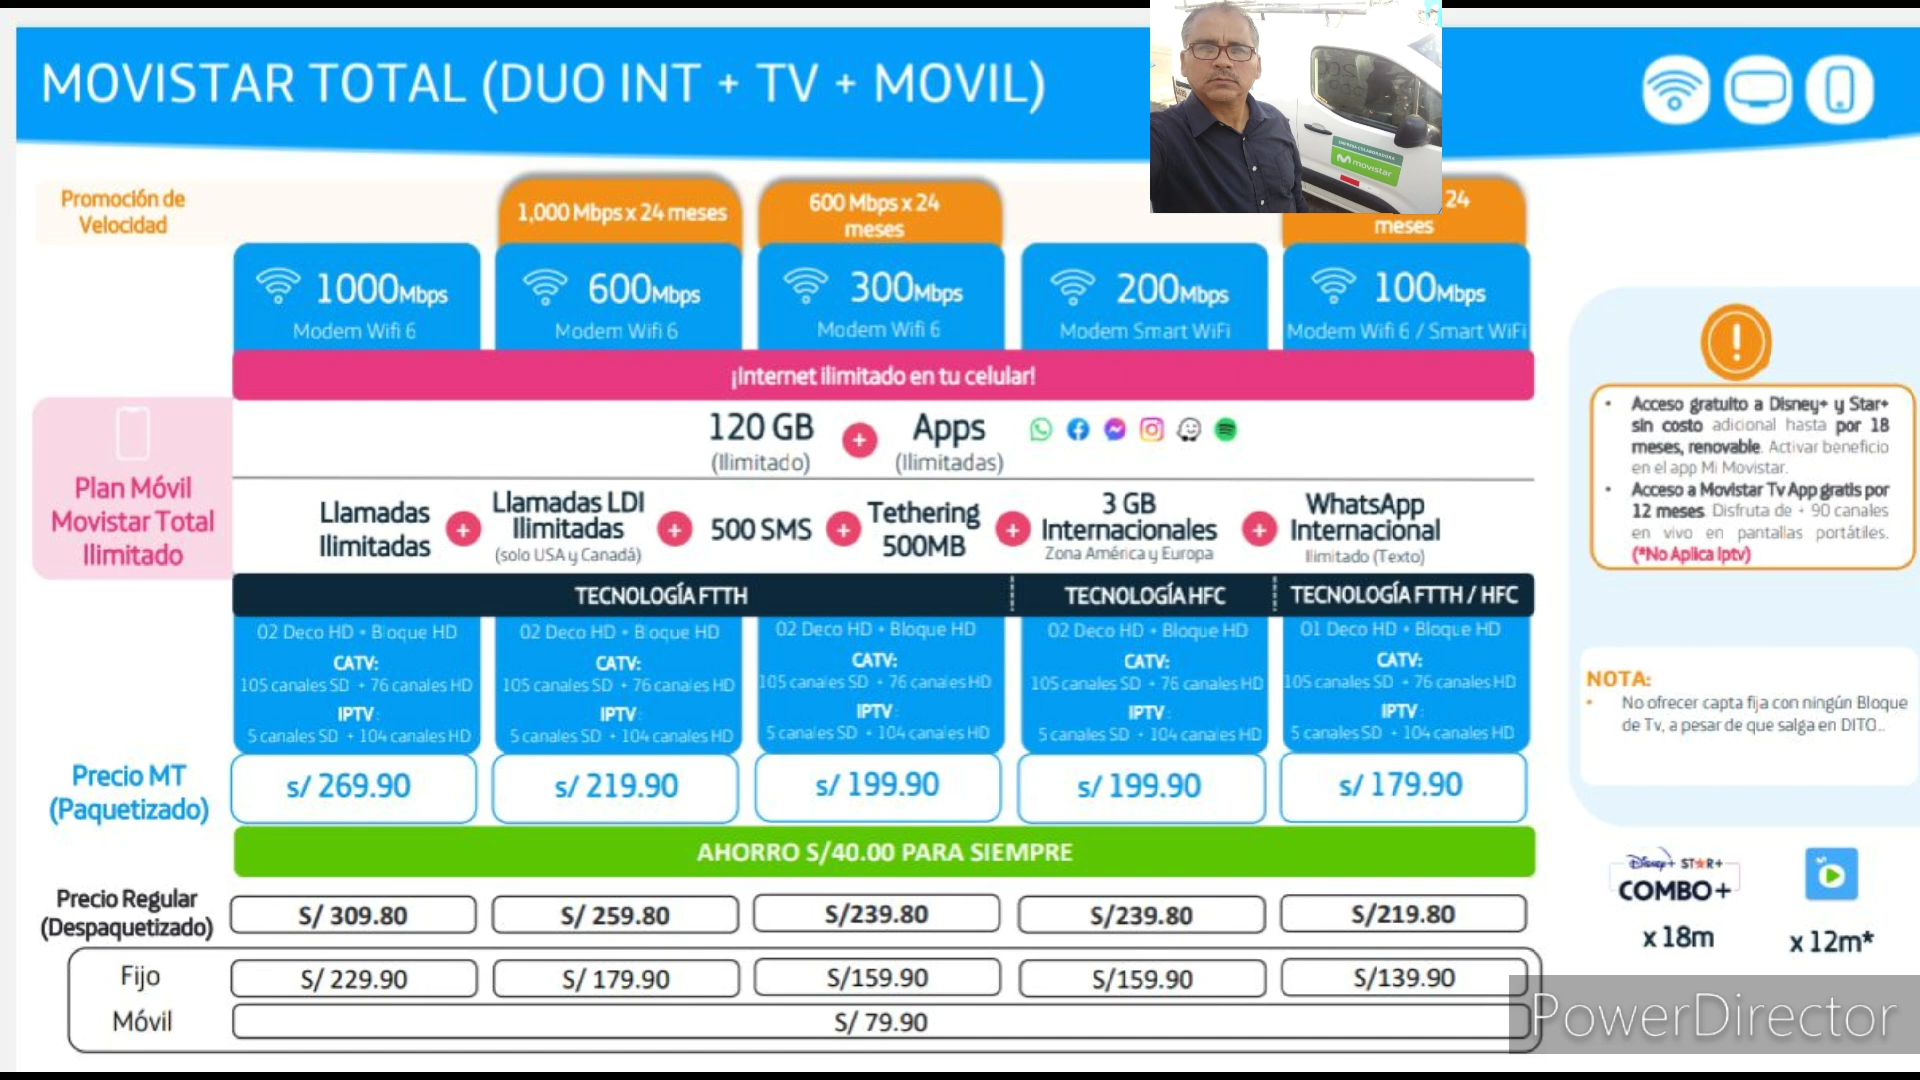 MOVISTAR TOTAL (DUO INT + TV + MOVIL)
EMPRESA COLABORADORA
movistar
Promoción de
Velocidad
1,000 Mbps x 24 meses
600 Mbps x 24
meses
24
meses
1000Mbps
Modem Wifi 6
600Mbps
Modem Wifi 6
300Mbps
Modem Wifi 6
200Mbps
Modem Smart WiFi
100Mbps
Modem Wifi 6 / Smart WiFi
¡Internet ilimitado en tu celular!
Plan Móvil
Movistar Total
Ilimitado
120 GB
(Ilimitado)
+
Apps
(Ilimitadas)
Llamadas
Ilimitadas
+
Llamadas LDI
Ilimitadas
(solo USA y Canadá)
+
500 SMS
+
Tethering
500MB
+
3 GB
Internacionales
Zona América y Europa
+
WhatsApp
Internacional
Ilimitado (Texto)
TECNOLOGÍA FTTH
TECNOLOGÍA HFC
TECNOLOGÍA FTTH / HFC
02 Deco HD + Bloque HD
CATV:
105 canales SD + 76 canales HD
IPTV:
5 canales SD + 104 canales HD
02 Deco HD + Bloque HD
CATV:
105 canales SD + 76 canales HD
IPTV:
5 canales SD + 104 canales HD
02 Deco HD + Bloque HD
CATV:
105 canales SD + 76 canales HD
IPTV:
5 canales SD + 104 canales HD
02 Deco HD + Bloque HD
CATV:
105 canales SD + 76 canales HD
IPTV:
5 canales SD + 104 canales HD
01 Deco HD + Bloque HD
CATV:
105 canales SD + 76 canales HD
IPTV:
5 canales SD + 104 canales HD
Precio MT
(Paquetizado)
s/ 269.90
s/ 219.90
s/ 199.90
s/ 199.90
s/ 179.90
AHORRO S/40.00 PARA SIEMPRE
Precio Regular
(Despaquetizado)
S/ 309.80
S/ 259.80
S/239.80
S/239.80
S/219.80
Fijo
S/ 229.90
S/ 179.90
S/159.90
S/159.90
S/139.90
Móvil
S/ 79.90
!
• Acceso gratuito a Disney+ y Star+
sin costo adicional hasta por 18
meses, renovable. Activar beneficio
en el app Mi Movistar.
• Acceso a Movistar Tv App gratis por
12 meses Disfruta de + 90 canales
en vivo en pantallas portátiles.
(*No Aplica Iptv)
NOTA:
• No ofrecer capta fija con ningún Bloque
de Tv, a pesar de que salga en DITO...
Disney+ STAR+
COMBO+
x 18m
x 12m*
PowerDirector